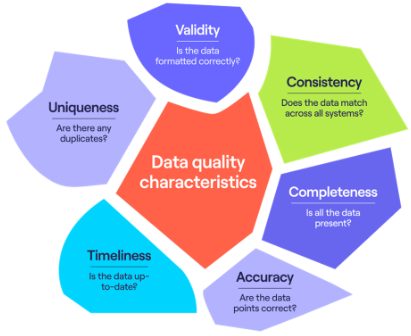 Validity
Is the data
formatted correctly?
Consistency
Does the data match
across all systems?
Uniqueness
Are there any
duplicates?
Data quality
characteristics
Completeness
Is all the data
present?
Timeliness
Is the data up-
to-date?
Accuracy
Are the data
points correct?